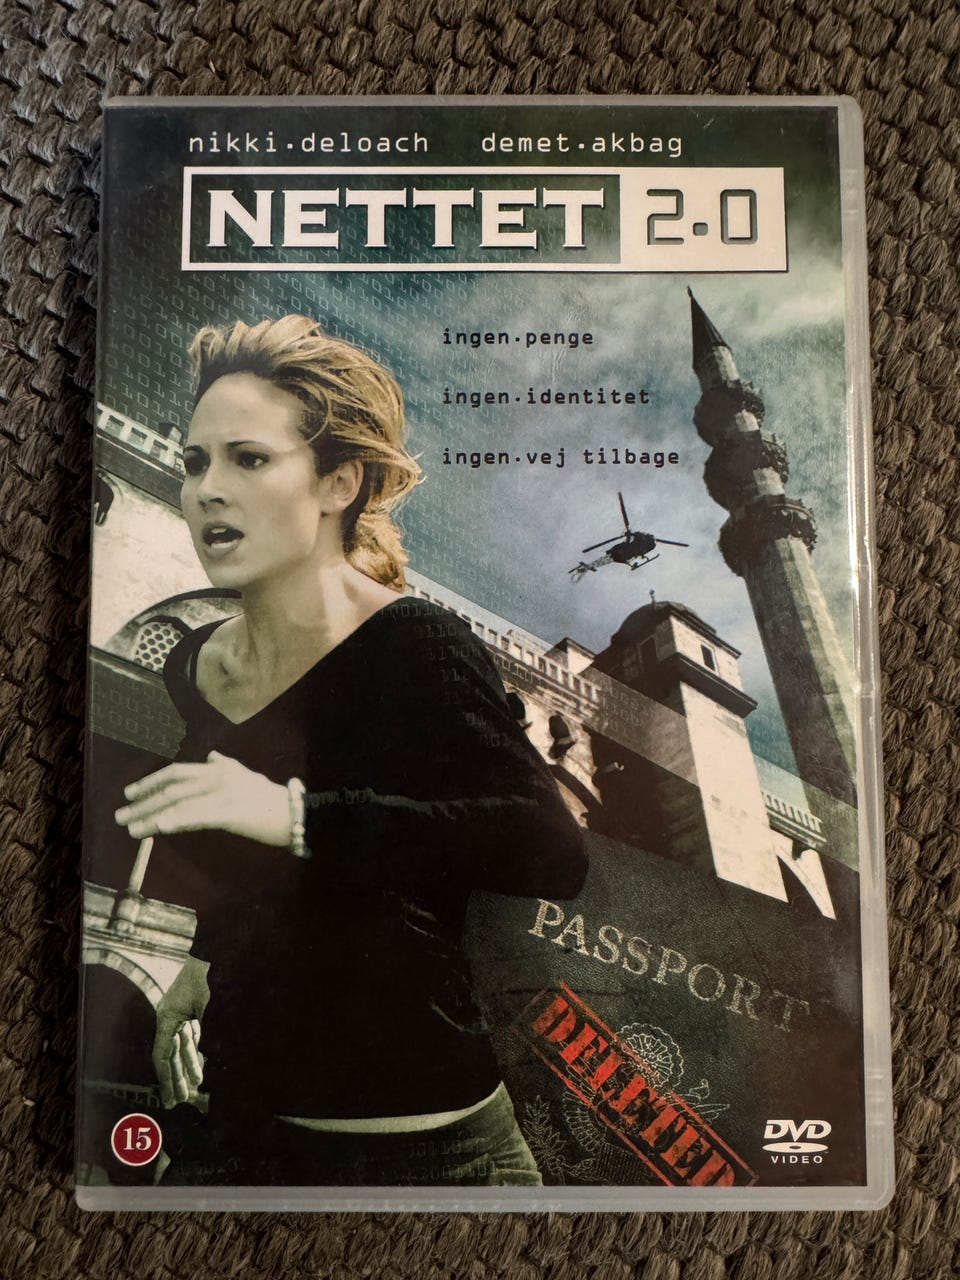 nikki.deloach demet.akbag
NETTET 2.0
ingen.penge
ingen.identitet
ingen.vej tilbage
PASSPORT
DELETED
15
DVD
VIDEO